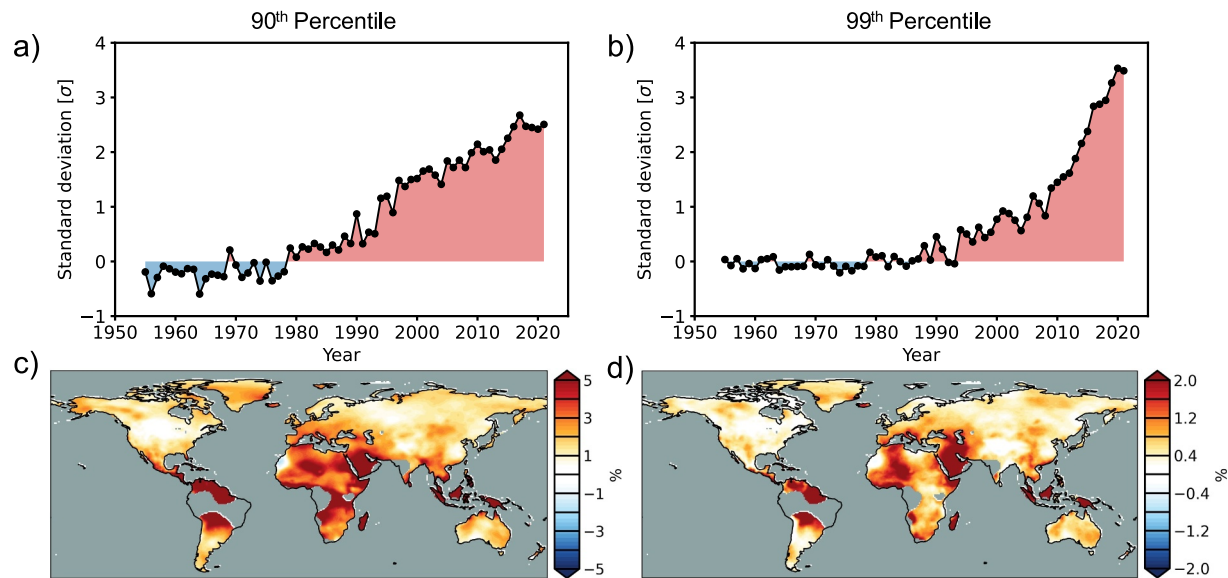 90th Percentile
99th Percentile
a)
b)
Standard deviation [σ]
4
3
2
1
0
−1
1950 1960 1970 1980 1990 2000 2010 2020
Year
Standard deviation [σ]
4
3
2
1
0
−1
1950 1960 1970 1980 1990 2000 2010 2020
Year
c)
5
3
1
−1
−3
−5
%
d)
2.0
1.2
0.4
−0.4
−1.2
−2.0
%